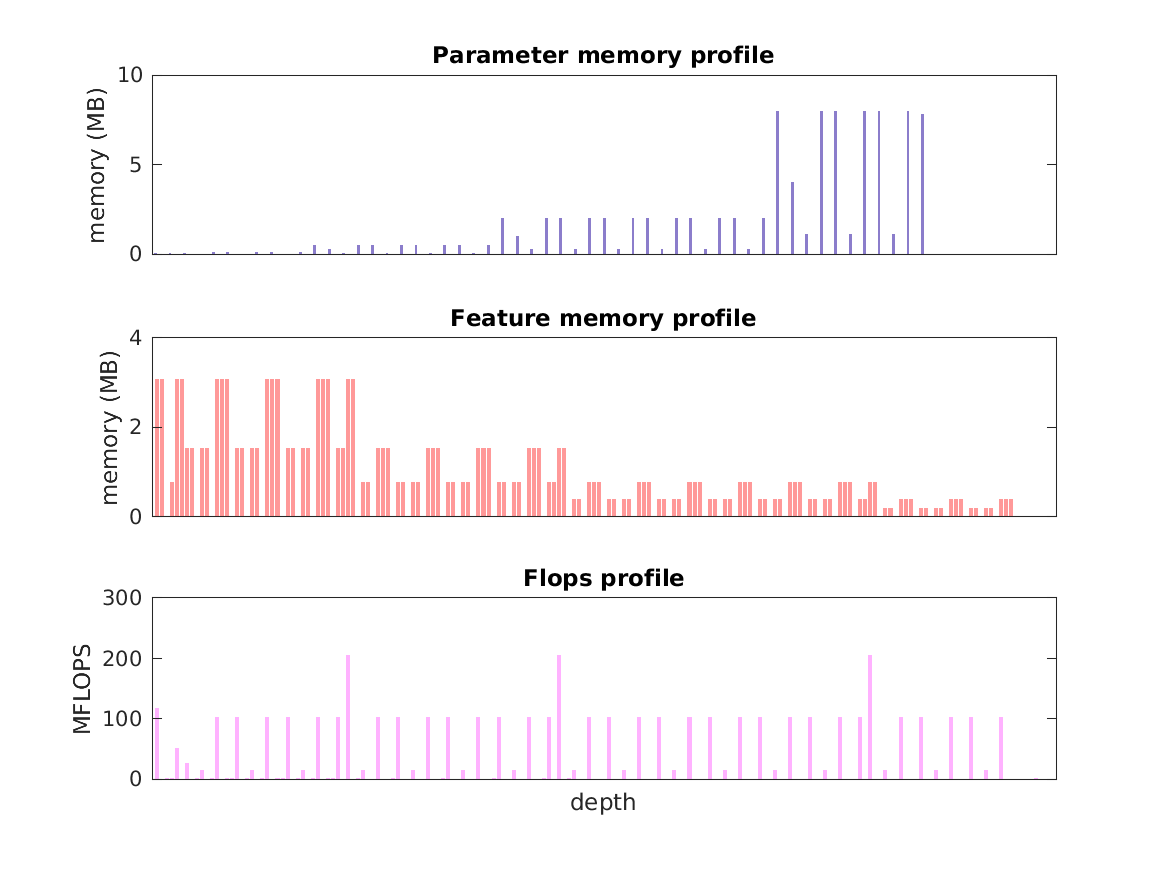 Parameter memory profile
10
5
0
memory (MB)
Feature memory profile
4
2
0
memory (MB)
Flops profile
300
200
100
0
MFLOPS
depth